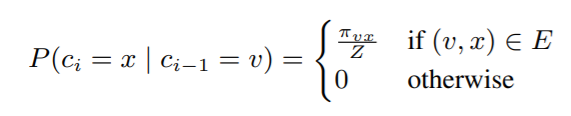 P(c_i = x | c_{i-1} = v) = { π_{vx}/Z if (v, x) ∈ E
0 otherwise